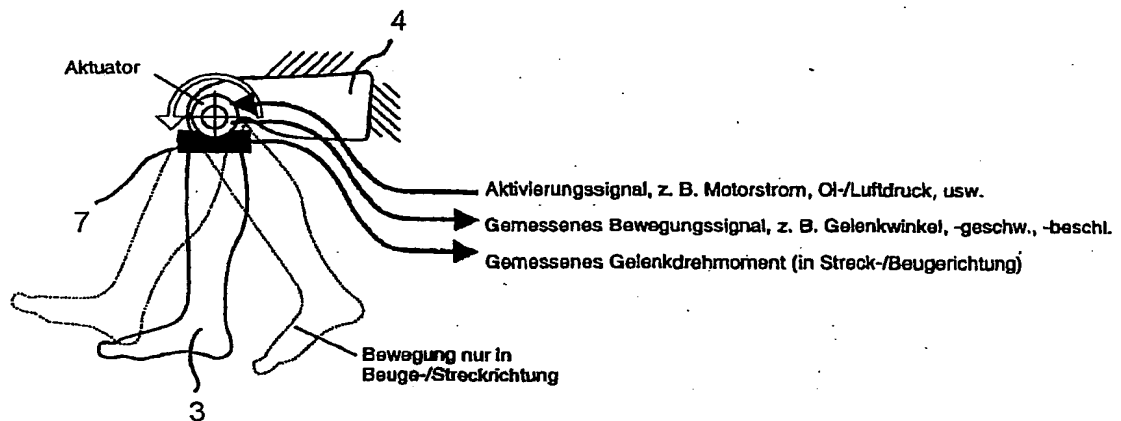 4
Aktuator
Aktivierungssignal, z. B. Motorstrom, Öl-/Luftdruck, usw.
7
Gemessenes Bewegungssignal, z. B. Gelenkwinkel, -geschw., -beschl.
Gemessenes Gelenkdrehmoment (in Streck-/Beugerichtung)
Bewegung nur in
Beuge-/Streckrichtung
3